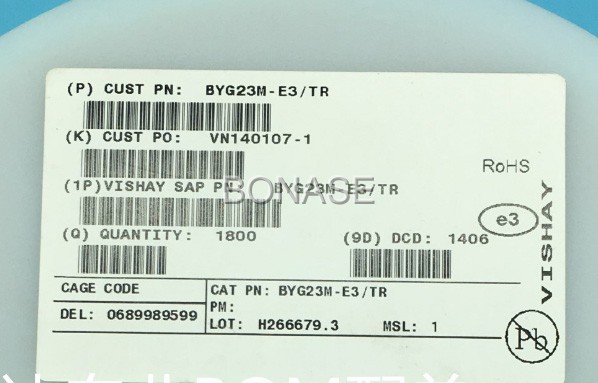 (P) CUST PN: BYG23M-E3/TR
(K) CUST PO: VN140107-1
(1P)VISHAY SAP PN: BYG23M-E3/TR
BONASE
RoHS
(Q) QUANTITY: 1800
(9D) DCD: 1406
e3
VISHAY
CAGE CODE
CAT PN: BYG23M-E3/TR
PM:
DEL: 0689989599
LOT: H266679.3 MSL: 1
Pb